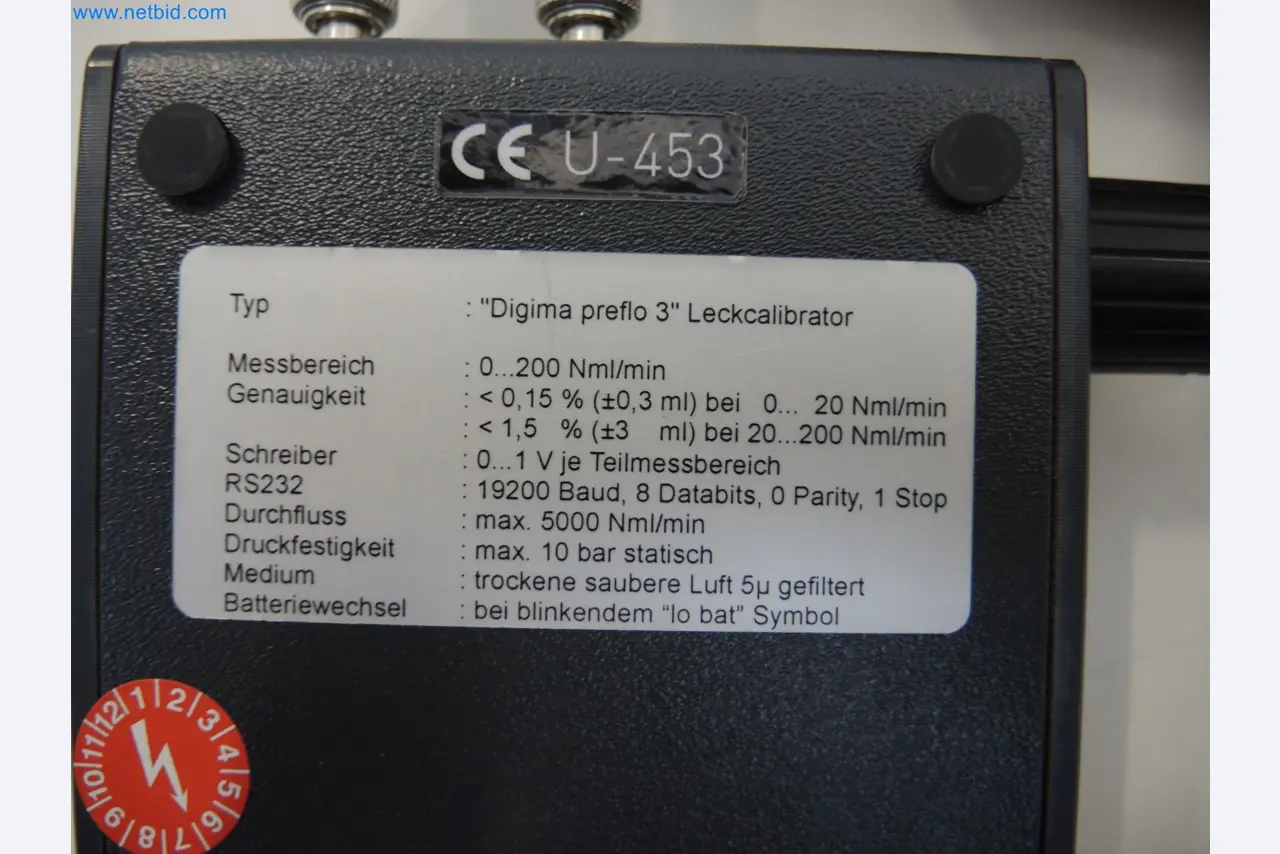 www.netbid.com
CE U-453
Typ : "Digima preflo 3" Leckcalibrator
Messbereich : 0...200 Nml/min
Genauigkeit : < 0,15 % (±0,3 ml) bei 0... 20 Nml/min
: < 1,5 % (±3 ml) bei 20...200 Nml/min
Schreiber : 0...1 V je Teilmessbereich
RS232 : 19200 Baud, 8 Databits, 0 Parity, 1 Stop
Durchfluss : max. 5000 Nml/min
Druckfestigkeit : max. 10 bar statisch
Medium : trockene saubere Luft 5µ gefiltert
Batteriewechsel : bei blinkendem “lo bat” Symbol
1 2 3 4 5 6 7 8 9 10 11 12